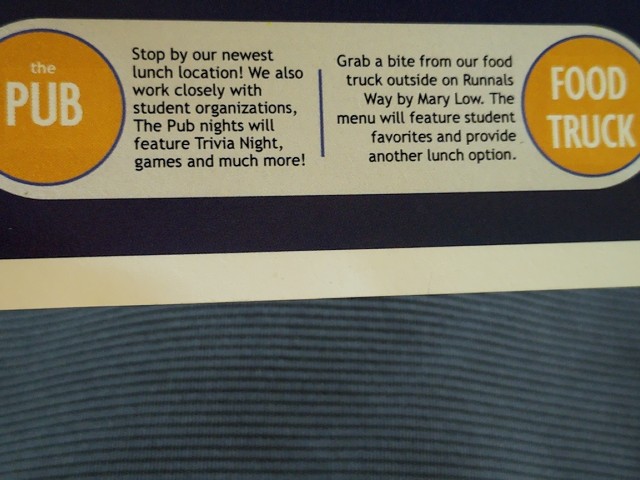 the
PUB
Stop by our newest
lunch location! We also
work closely with
student organizations,
The Pub nights will
feature Trivia Night,
games and much more!
Grab a bite from our food
truck outside on Runnals
Way by Mary Low. The
menu will feature student
favorites and provide
another lunch option.
FOOD
TRUCK